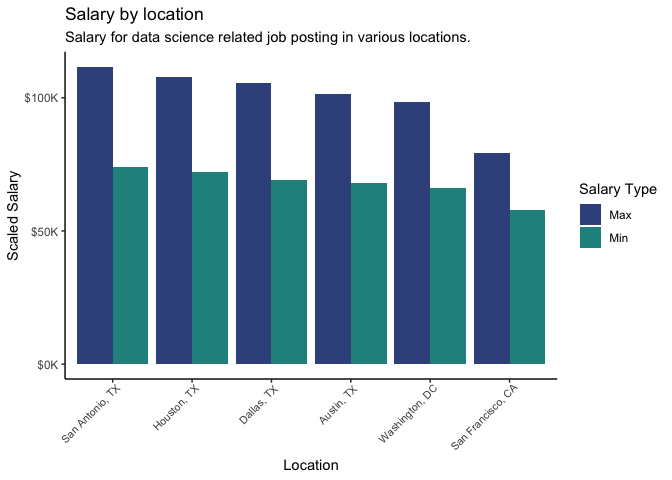 Salary by location
Salary for data science related job posting in various locations.
$100K
$50K
$0K
Scaled Salary
San Antonio, TX
Houston, TX
Dallas, TX
Austin, TX
Washington, DC
San Francisco, CA
Location
Salary Type
Max
Min